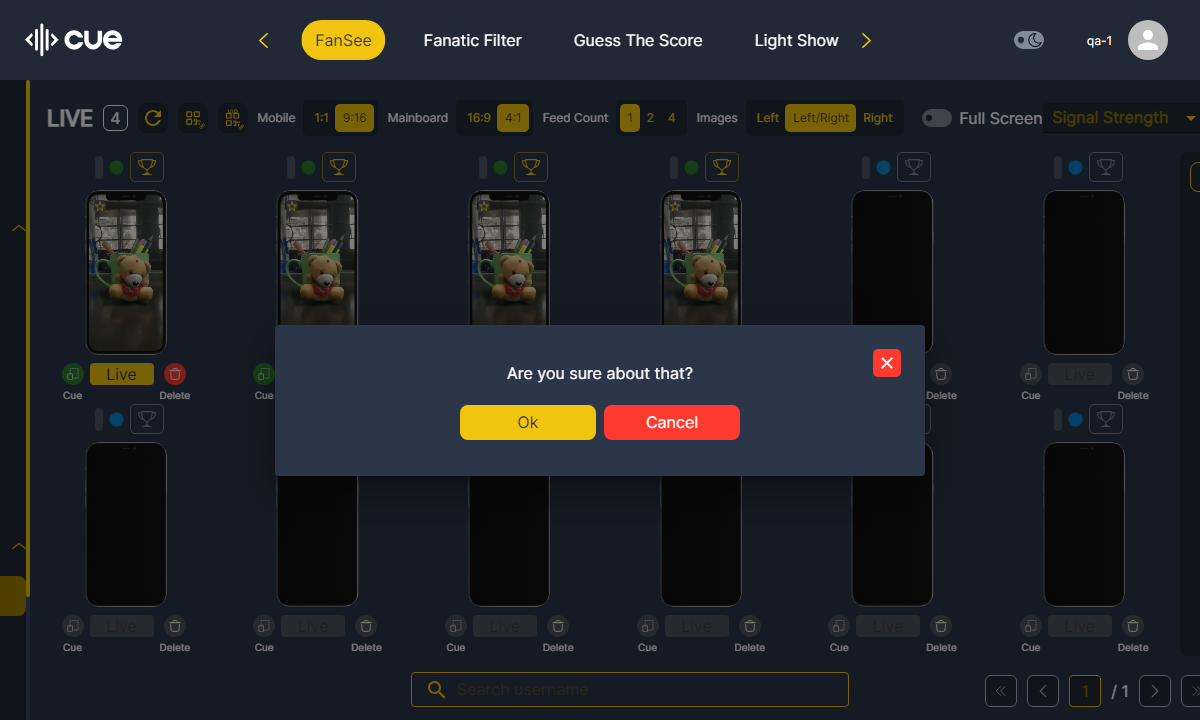 cue
FanSee
Fanatic Filter
Guess The Score
Light Show
qa-1
LIVE 4
Mobile 1:1 9:16
Mainboard 16:9 4:1
Feed Count 1 2 4
Images Left Left/Right Right
Full Screen
Signal Strength
Live
Cue Delete
Cue
Delete
Live
Cue Delete
Are you sure about that?
Ok Cancel
Live
Cue Delete
Live
Cue Delete
Live
Cue Delete
Live
Cue Delete
Live
Cue Delete
Live
Cue Delete
Search username
1 / 1